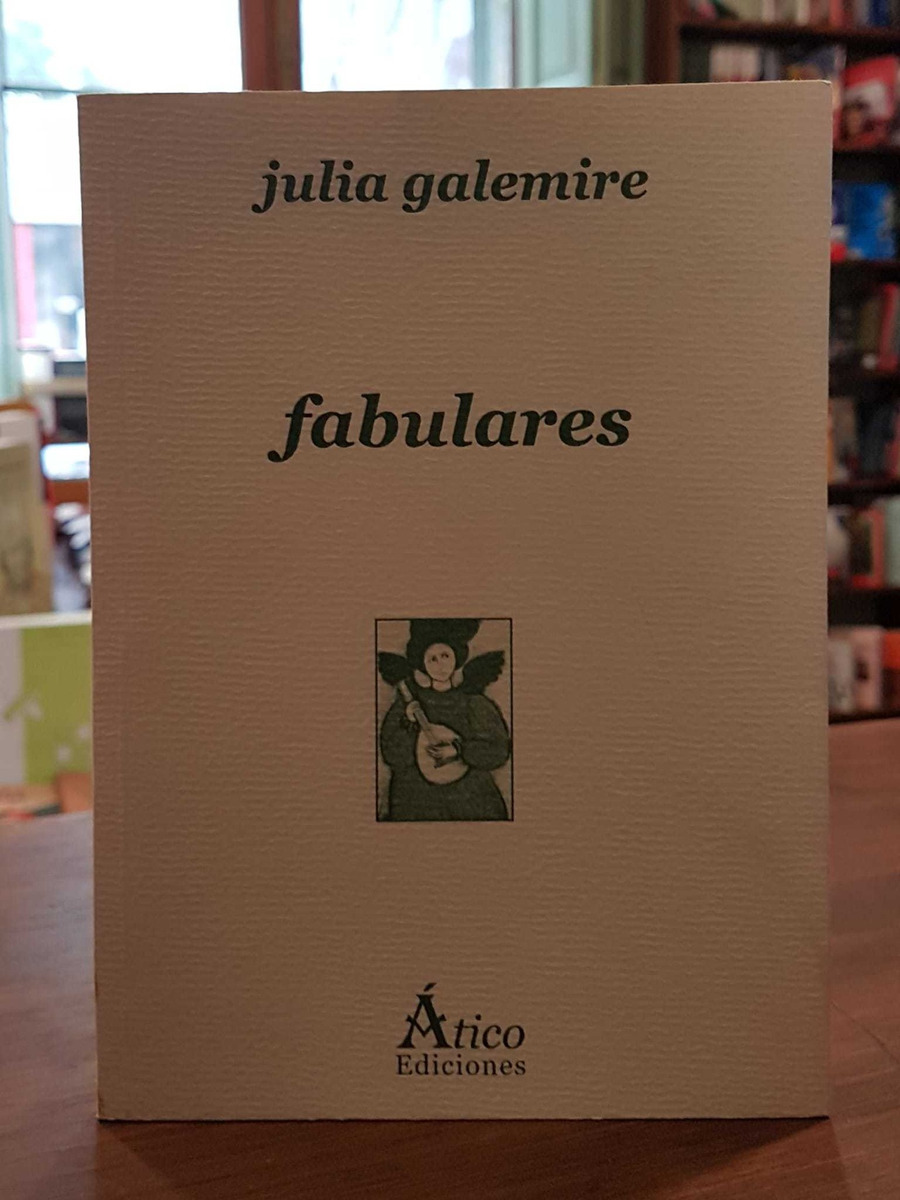 julia galemire
fabulares
Ático
Ediciones